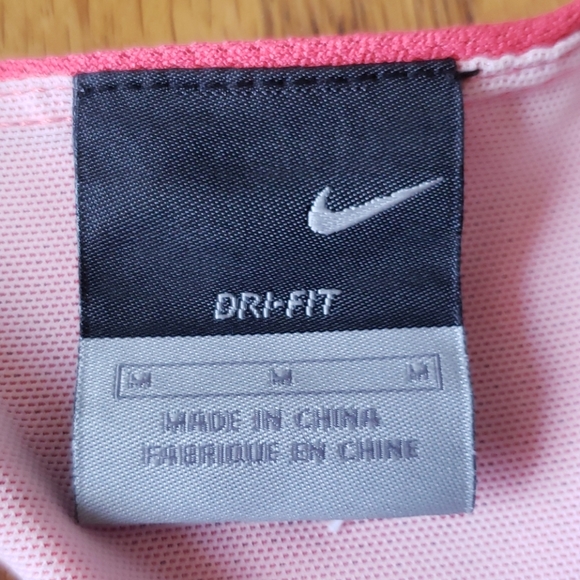 DRI-FIT
M M M
MADE IN CHINA
FABRIQUE EN CHINE